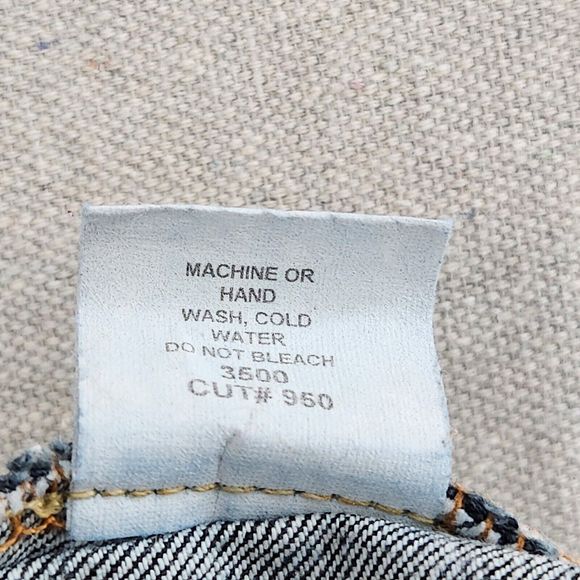 MACHINE OR
HAND
WASH, COLD
WATER
DO NOT BLEACH
3500
CUT# 950